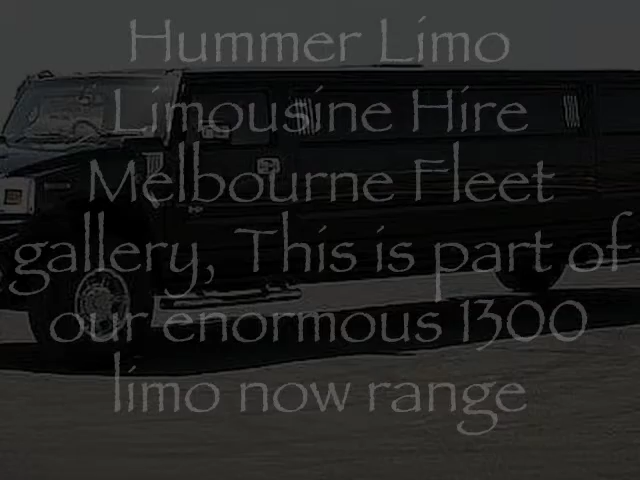 Hummer Limo
Limousine Hire
Melbourne Fleet
gallery, This is part of
our enormous 1300
limo now range